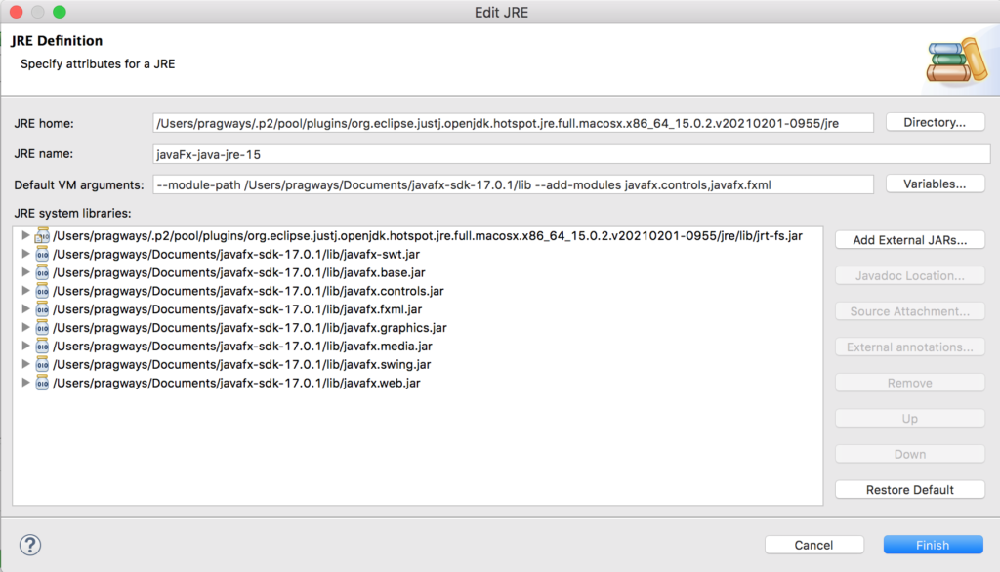 Edit JRE
JRE Definition
Specify attributes for a JRE
JRE home: /Users/pragways/.p2/pool/plugins/org.eclipse.justj.openjdk.hotspot.jre.full.macosx.x86_64_15.0.2.v20210201-0955/jre Directory...
JRE name: javaFx-java-jre-15
Default VM arguments: --module-path /Users/pragways/Documents/javafx-sdk-17.0.1/lib --add-modules javafx.controls,javafx.fxml Variables...
JRE system libraries:
/Users/pragways/.p2/pool/plugins/org.eclipse.justj.openjdk.hotspot.jre.full.macosx.x86_64_15.0.2.v20210201-0955/jre/lib/jrt-fs.jar
/Users/pragways/Documents/javafx-sdk-17.0.1/lib/javafx-swt.jar
/Users/pragways/Documents/javafx-sdk-17.0.1/lib/javafx.base.jar
/Users/pragways/Documents/javafx-sdk-17.0.1/lib/javafx.controls.jar
/Users/pragways/Documents/javafx-sdk-17.0.1/lib/javafx.fxml.jar
/Users/pragways/Documents/javafx-sdk-17.0.1/lib/javafx.graphics.jar
/Users/pragways/Documents/javafx-sdk-17.0.1/lib/javafx.media.jar
/Users/pragways/Documents/javafx-sdk-17.0.1/lib/javafx.swing.jar
/Users/pragways/Documents/javafx-sdk-17.0.1/lib/javafx.web.jar
Add External JARs...
Javadoc Location...
Source Attachment...
External annotations...
Remove
Up
Down
Restore Default
? Cancel Finish